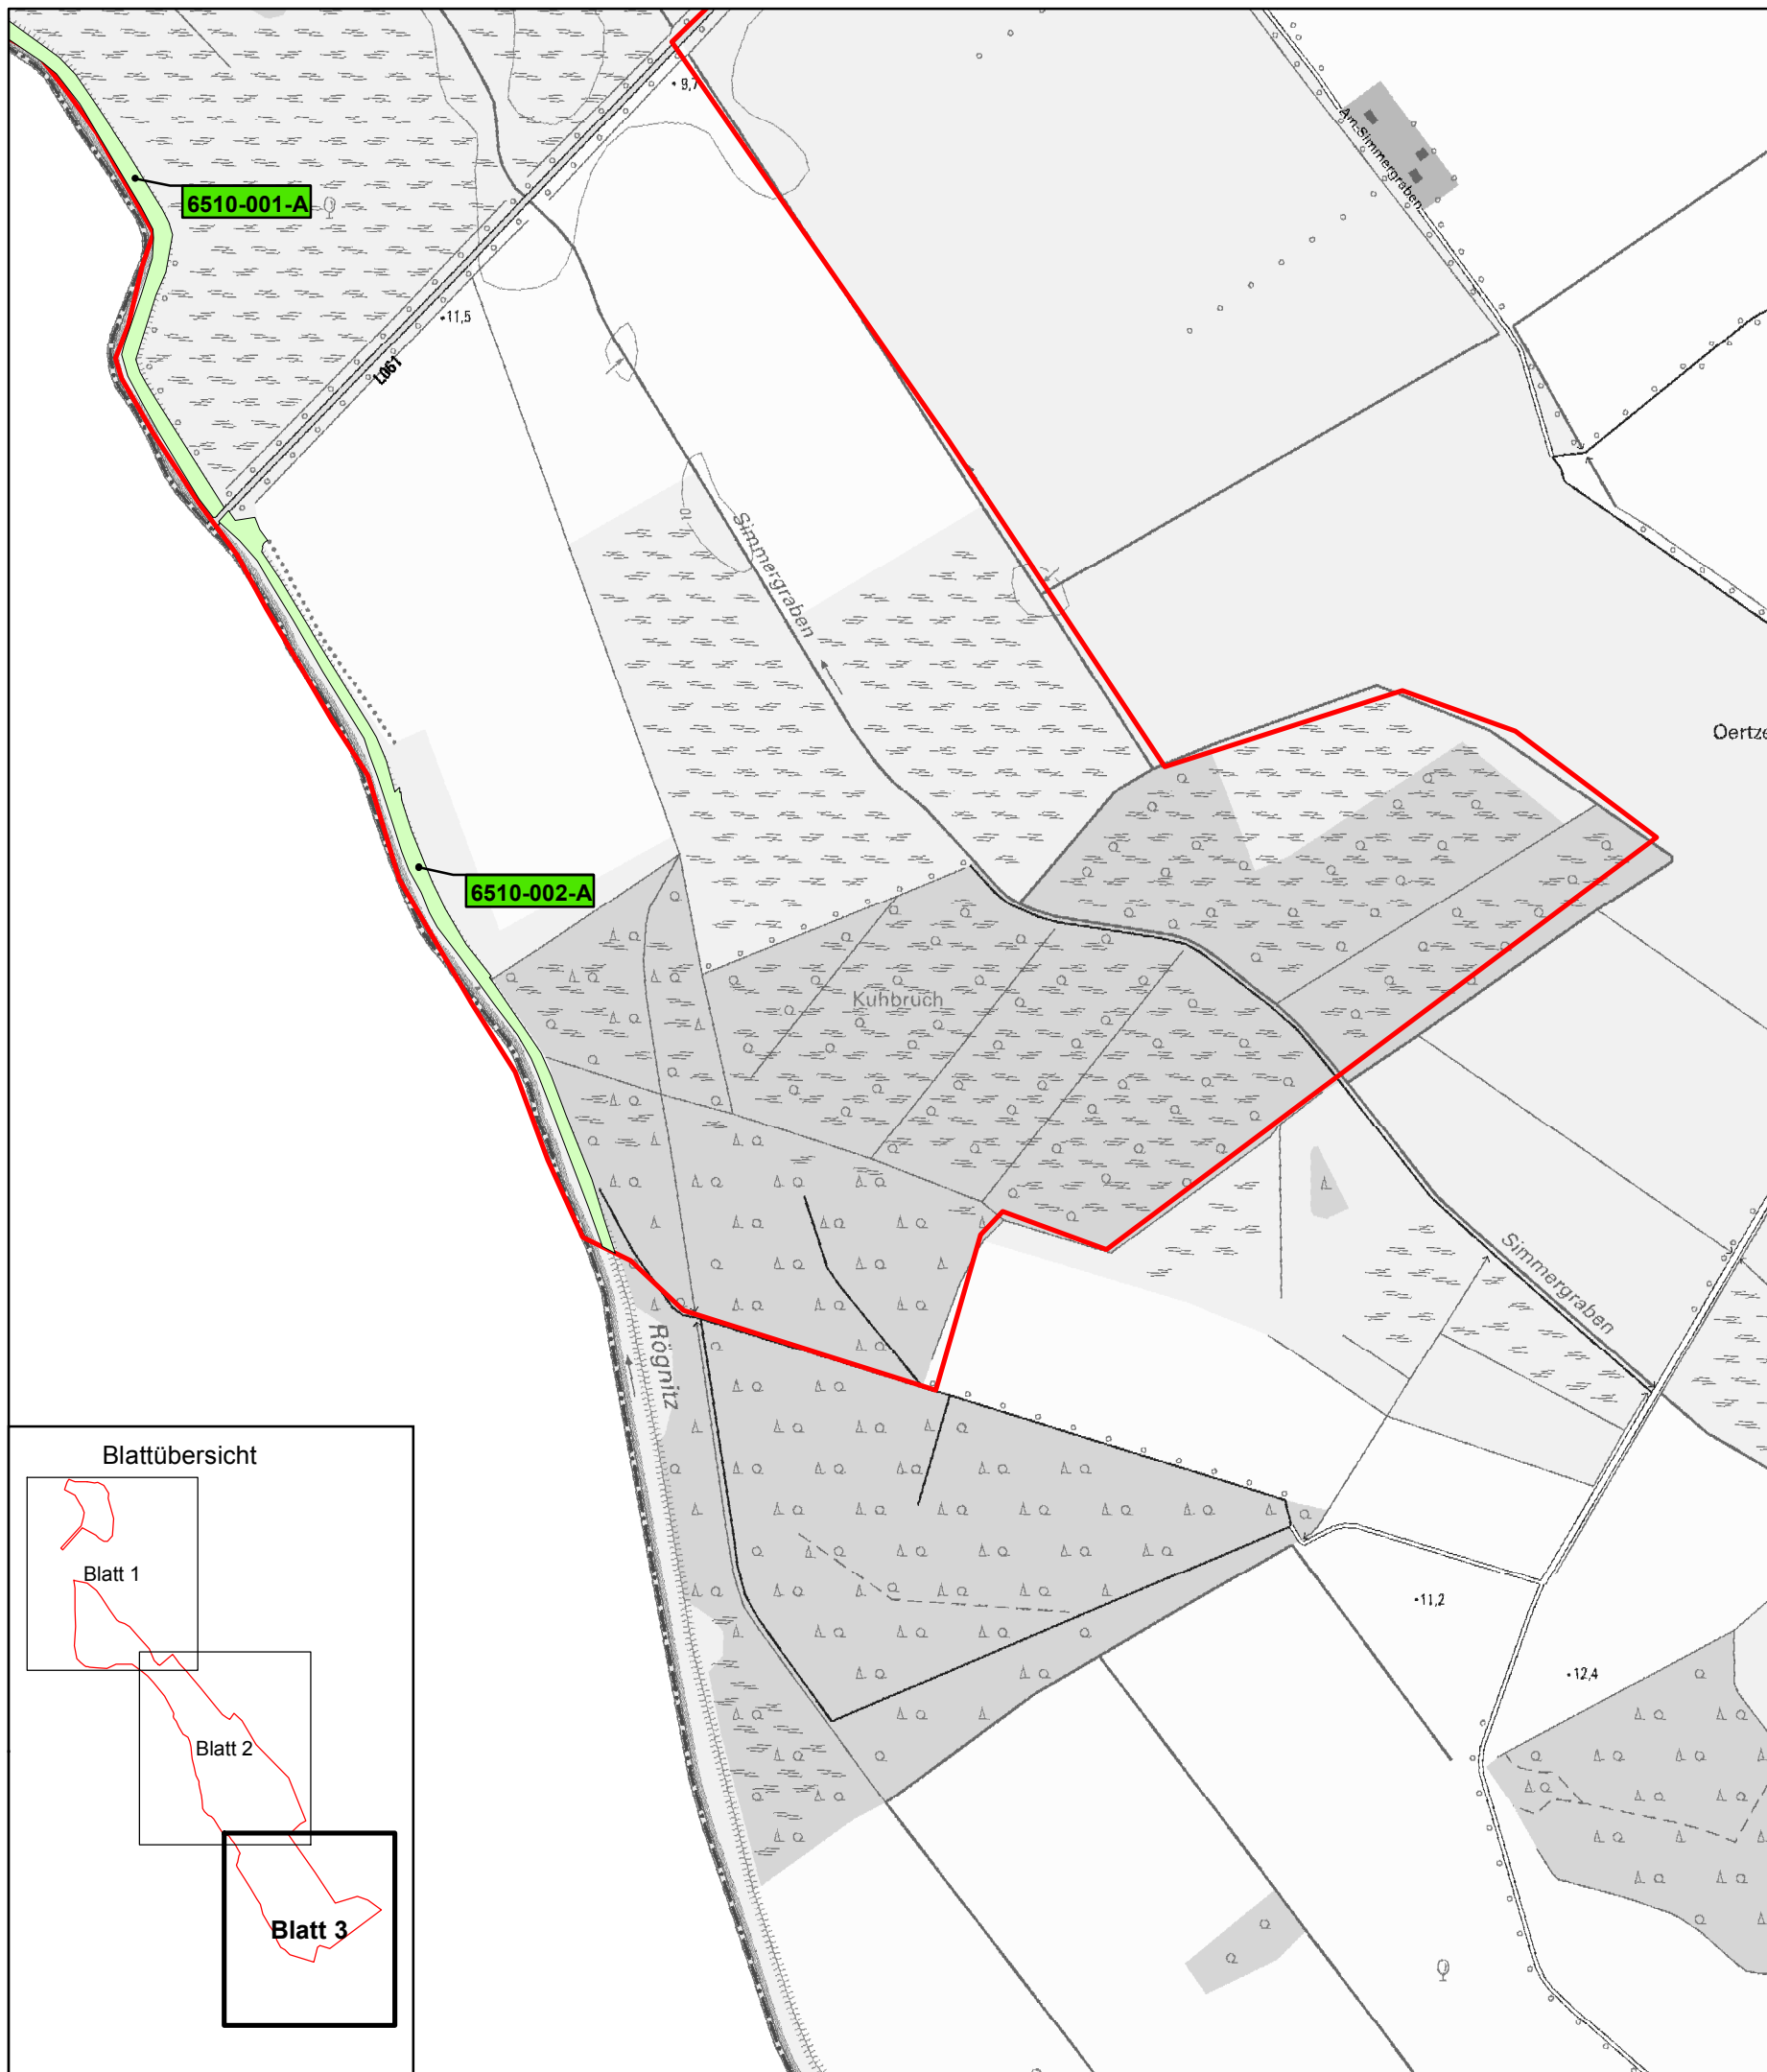 9,7
Am Simmergraben
6510-001-A
11,5
L061
Simmergraben
Oertze
6510-002-A
Kuhbruch
Simmergraben
Rögnitz
Blattübersicht
Blatt 1
11,2
12,4
Blatt 2
Blatt 3